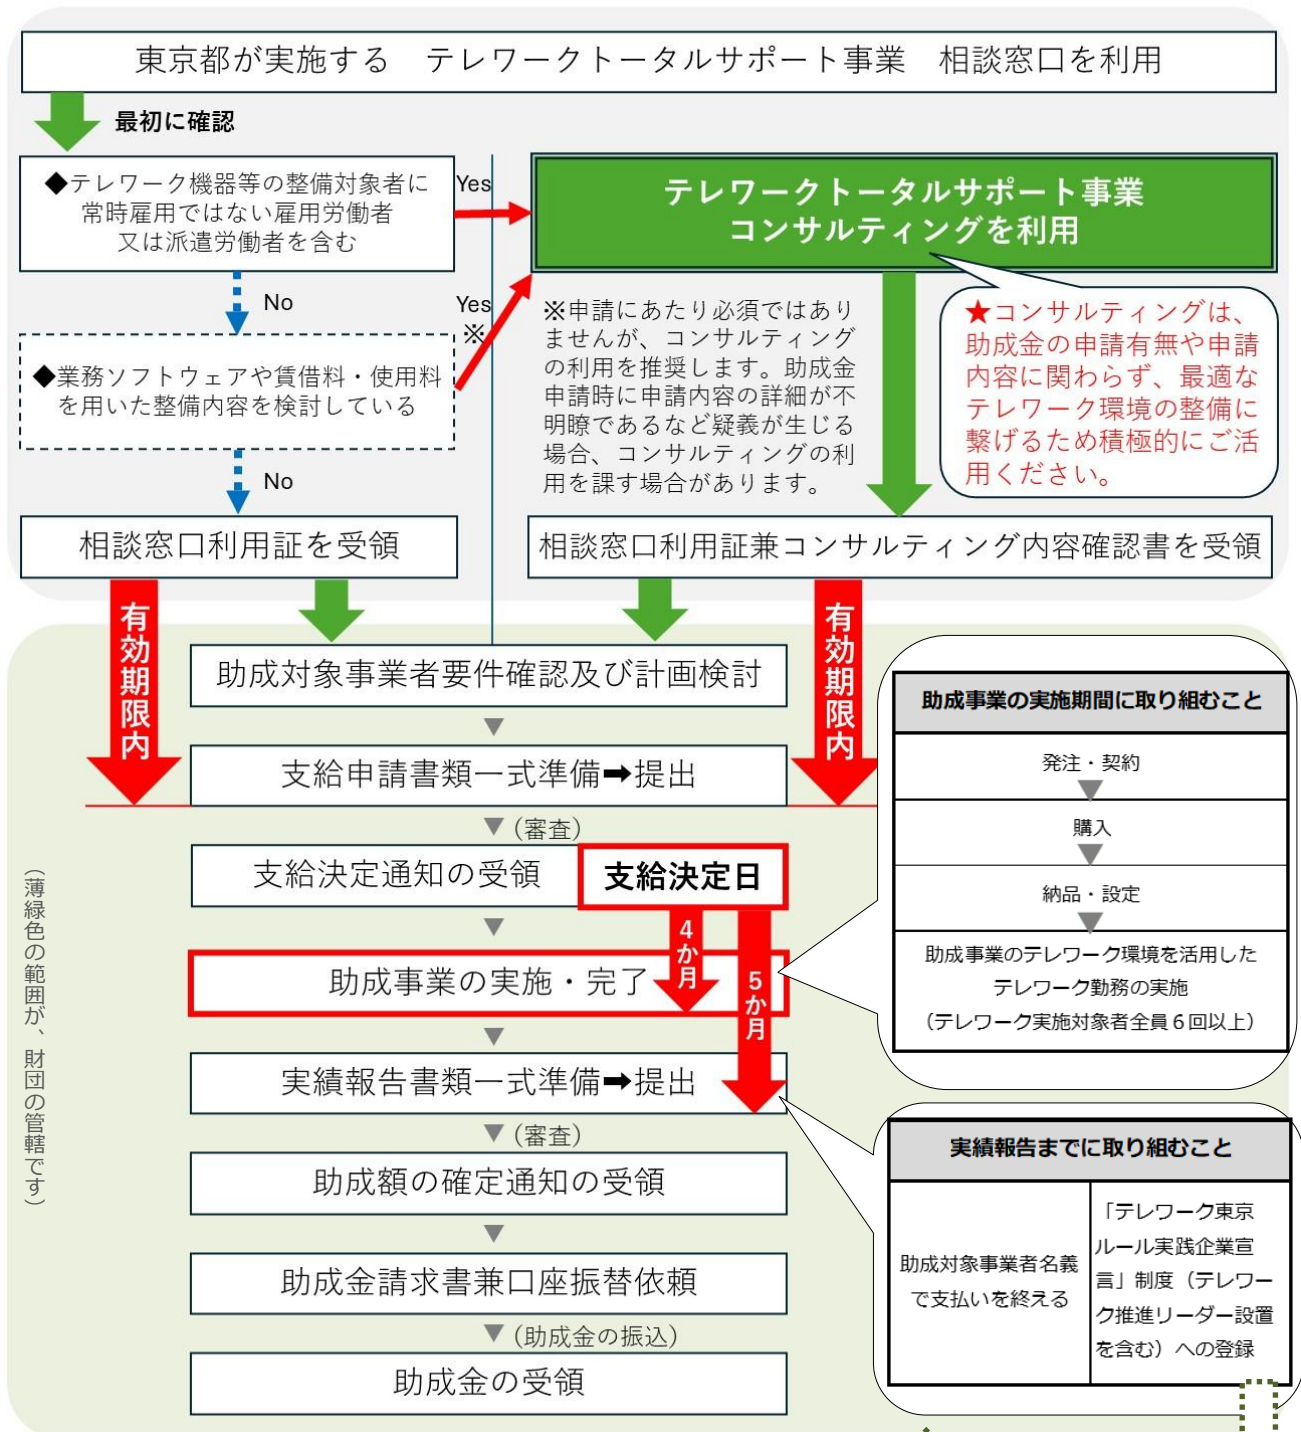 東京都が実施する　テレワークトータルサポート事業　相談窓口を利用
最初に確認
◆テレワーク機器等の整備対象者に
常時雇用ではない雇用労働者
又は派遣労働者を含む
Yes
テレワークトータルサポート事業
コンサルティングを利用
No
Yes
※
◆業務ソフトウェアや賃借料・使用料
を用いた整備内容を検討している
No
※申請にあたり必須ではあり
ませんが、コンサルティング
の利用を推奨します。助成金
申請時に申請内容の詳細が不
明瞭であるなど疑義が生じる
場合、コンサルティングの利
用を課す場合があります。
★コンサルティングは、
助成金の申請有無や申請
内容に関わらず、最適な
テレワーク環境の整備に
繋げるため積極的にご活
用ください。
相談窓口利用証を受領
相談窓口利用証兼コンサルティング内容確認書を受領
有効期限内
有効期限内
助成対象事業者要件確認及び計画検討
▼
支給申請書類一式準備➡提出
▼（審査）
支給決定通知の受領
支給決定日
▼
4か月
5か月
助成事業の実施・完了
▼
実績報告書類一式準備➡提出
▼（審査）
助成額の確定通知の受領
▼
助成金請求書兼口座振替依頼
▼（助成金の振込）
助成金の受領
（薄緑色の範囲が、財団の管轄です）
助成事業の実施期間に取り組むこと
発注・契約
購入
納品・設定
助成事業のテレワーク環境を活用した
テレワーク勤務の実施
（テレワーク実施対象者全員６回以上）
実績報告までに取り組むこと
助成対象事業者名義
で支払いを終える
「テレワーク東京
ルール実践企業宣
言」制度（テレワー
ク推進リーダー設置
を含む）への登録